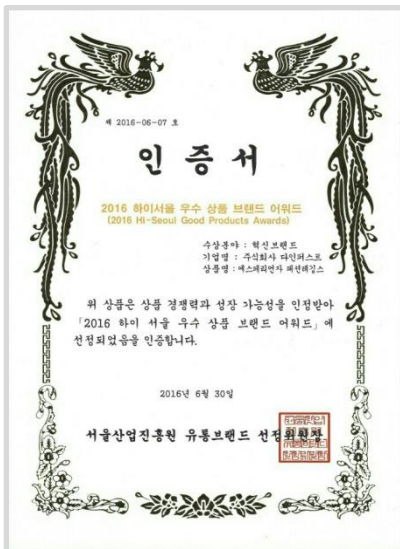 제 2016-06-07 호
인 증 서
2016 하이서울 우수 상품 브랜드 어워드
(2016 Hi-Seoul Good Products Awards)
수상분야 : 혁신브랜드
기업명 : 주식회사 다인퍼스트
상품명 : 에스페리언자 패션레깅스
위 상품은 상품 경쟁력과 성장 가능성을 인정받아
「2016 하이 서울 우수 상품 브랜드 어워드」에
선정되었음을 인증합니다.
2016년 6월 30일
서울산업진흥원 유통브랜드 선정위원장